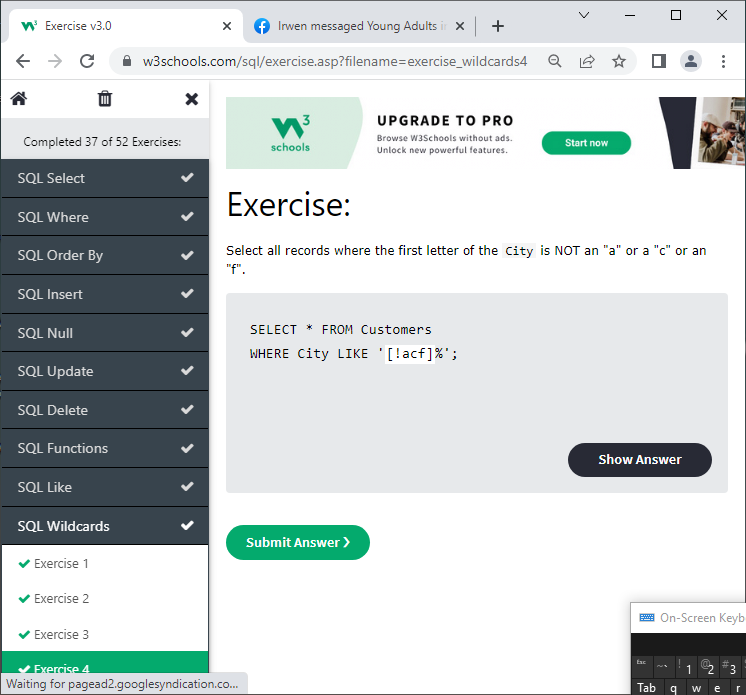 Exercise v3.0
Irwen messaged Young Adults i
w3schools.com/sql/exercise.asp?filename=exercise_wildcards4
Completed 37 of 52 Exercises:
SQL Select
SQL Where
SQL Order By
SQL Insert
SQL Null
SQL Update
SQL Delete
SQL Functions
SQL Like
SQL Wildcards
Exercise 1
Exercise 2
Exercise 3
Exercise 4
Waiting for pagead2.googlesyndication.co...
3
schools
UPGRADE TO PRO
Browse W3Schools without ads.
Unlock new powerful features.
Start now
Exercise:
Select all records where the first letter of the City is NOT an "a" or a "c" or an
"f".
SELECT * FROM Customers
WHERE City LIKE '[!acf]%';
Show Answer
Submit Answer ❯
On-Screen Keyb
esc ~` ! 1 @ 2 # 3
Tab q w e r